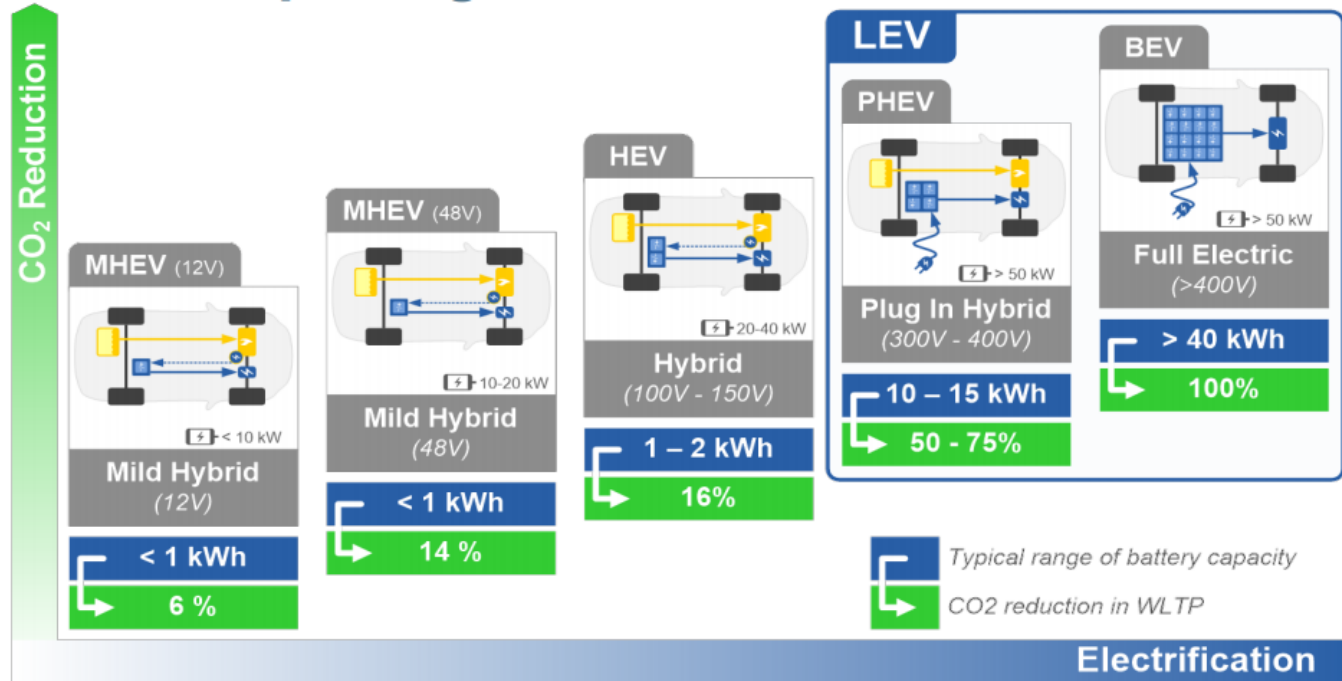 CO₂ Reduction
MHEV (12V)
< 10 kW
Mild Hybrid
(12V)
< 1 kWh
6 %
MHEV (48V)
10-20 kW
Mild Hybrid
(48V)
< 1 kWh
14 %
HEV
20-40 kW
Hybrid
(100V - 150V)
1 – 2 kWh
16%
LEV
PHEV
> 50 kW
Plug In Hybrid
(300V - 400V)
10 – 15 kWh
50 - 75%
BEV
> 50 kW
Full Electric
(>400V)
> 40 kWh
100%
Typical range of battery capacity
CO2 reduction in WLTP
Electrification